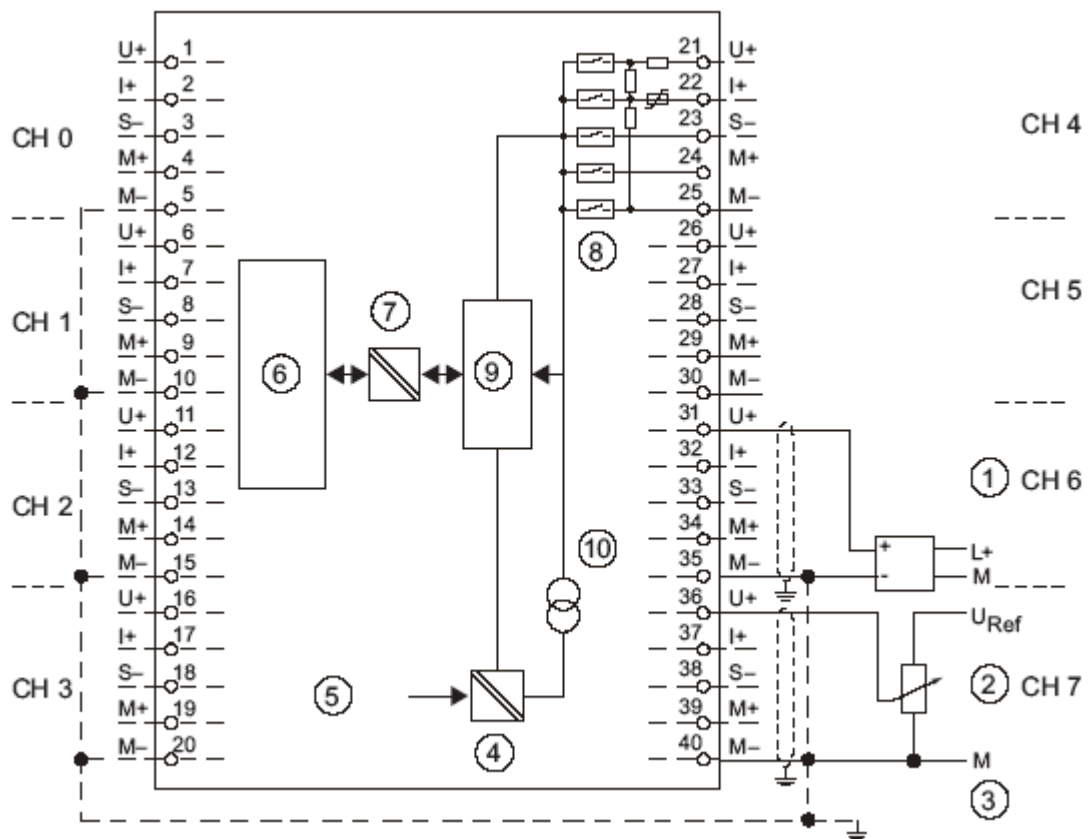 CH 0
U+ 1
I+ 2
S− 3
M+ 4
M− 5
CH 1
U+ 6
I+ 7
S− 8
M+ 9
M− 10
CH 2
U+ 11
I+ 12
S− 13
M+ 14
M− 15
CH 3
U+ 16
I+ 17
S− 18
M+ 19
M− 20
⑥
⑦
⑨
⑧
⑩
⑤
④
21 U+
22 I+
23 S−
24 M+
25 M−
CH 4
26 U+
27 I+
28 S−
29 M+
30 M−
CH 5
31 U+
32 I+
33 S−
34 M+
35 M−
① CH 6
+
-
L+
M
36 U+
37 I+
38 S−
39 M+
40 M−
URef
② CH 7
M
③